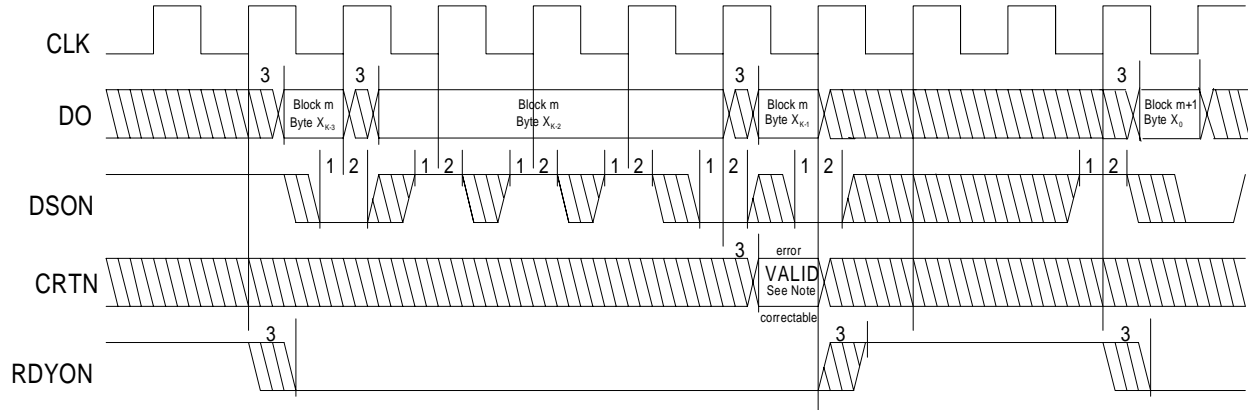 CLK
3 3 3 3
DO
Block m
Byte X_K-3
Block m
Byte X_K-2
Block m
Byte X_K-1
Block m+1
Byte X_0
1 2 1 2 1 2 1 2 1 2 1 2 1 2
DSON
CRTN
3
error
VALID
See Note
correctable
3 3 3
RDYON